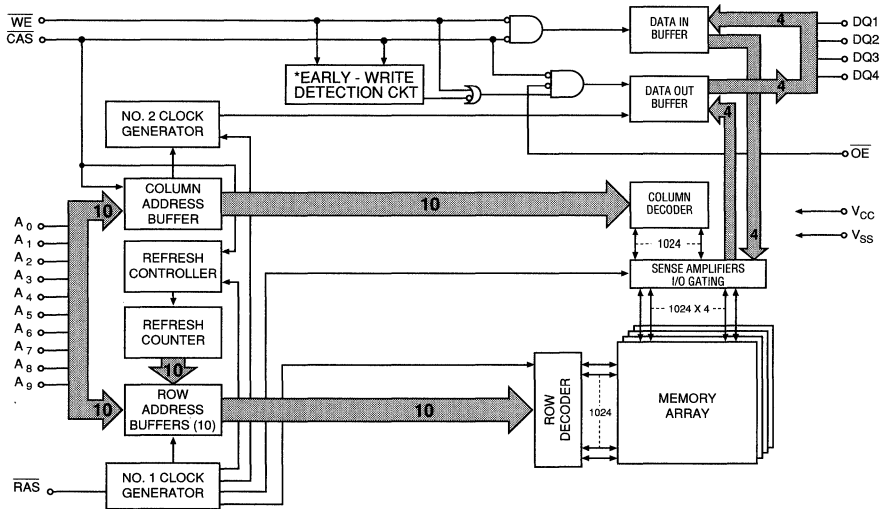 WE
CAS
*EARLY - WRITE
DETECTION CKT
DATA IN
BUFFER
4
DQ1
DQ2
DQ3
DQ4
DATA OUT
BUFFER
4
4
OE
NO. 2 CLOCK
GENERATOR
COLUMN
ADDRESS
BUFFER
10
10
COLUMN
DECODER
VCC
VSS
A0
A1
A2
A3
A4
A5
A6
A7
A8
A9
REFRESH
CONTROLLER
1024
4
SENSE AMPLIFIERS
I/O GATING
1024 X 4
REFRESH
COUNTER
10
ROW
ADDRESS
BUFFERS (10)
10
10
ROW
DECODER
1024
MEMORY
ARRAY
RAS
NO. 1 CLOCK
GENERATOR